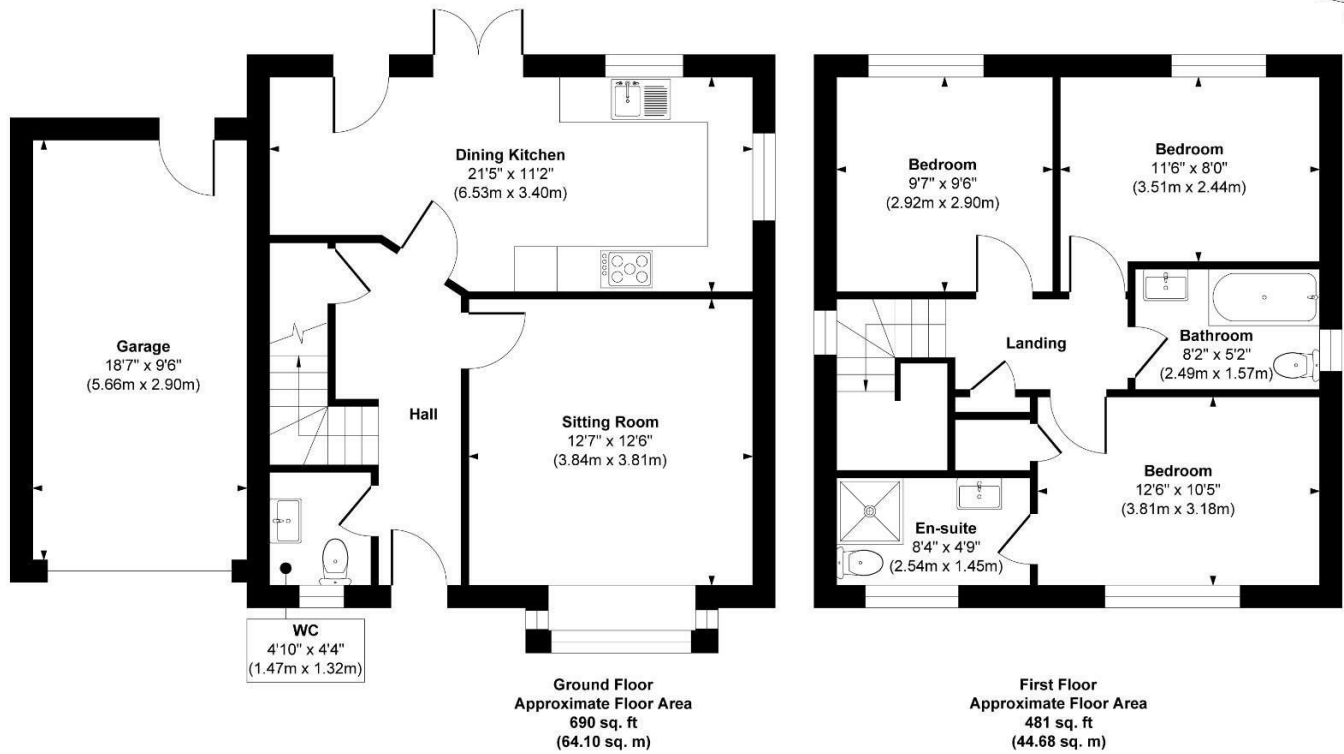 Dining Kitchen
21'5" x 11'2"
(6.53m x 3.40m)
Garage
18'7" x 9'6"
(5.66m x 2.90m)
Hall
Sitting Room
12'7" x 12'6"
(3.84m x 3.81m)
WC
4'10" x 4'4"
(1.47m x 1.32m)
Ground Floor
Approximate Floor Area
690 sq. ft
(64.10 sq. m)
Bedroom
9'7" x 9'6"
(2.92m x 2.90m)
Bedroom
11'6" x 8'0"
(3.51m x 2.44m)
Landing
Bathroom
8'2" x 5'2"
(2.49m x 1.57m)
Bedroom
12'6" x 10'5"
(3.81m x 3.18m)
En-suite
8'4" x 4'9"
(2.54m x 1.45m)
First Floor
Approximate Floor Area
481 sq. ft
(44.68 sq. m)